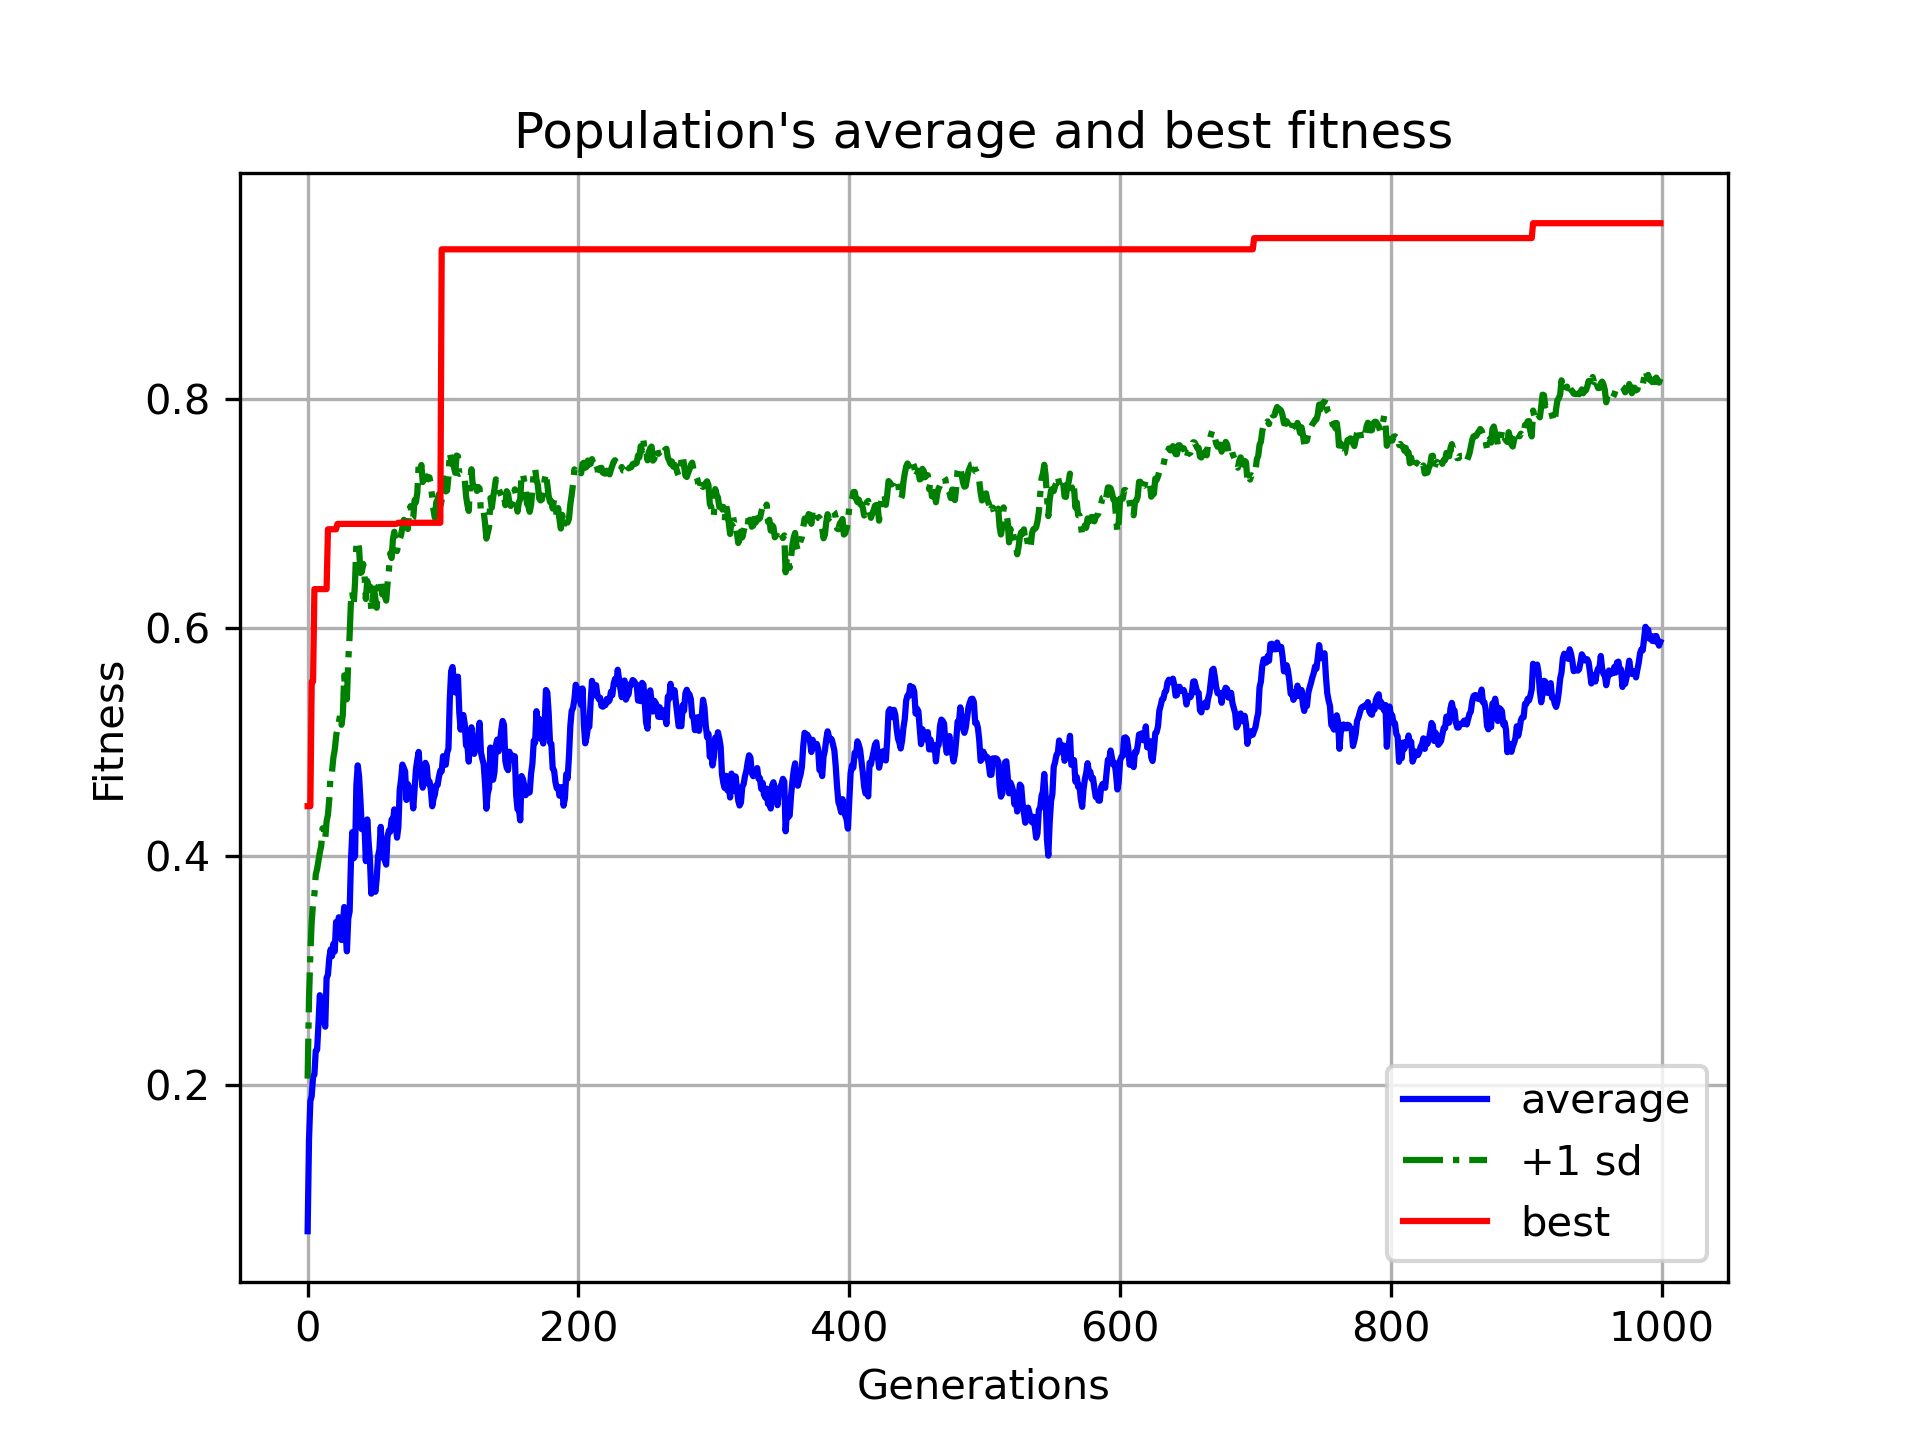 Population's average and best fitness
Fitness
0.8
0.6
0.4
0.2
0 200 400 600 800 1000
Generations
average
+1 sd
best